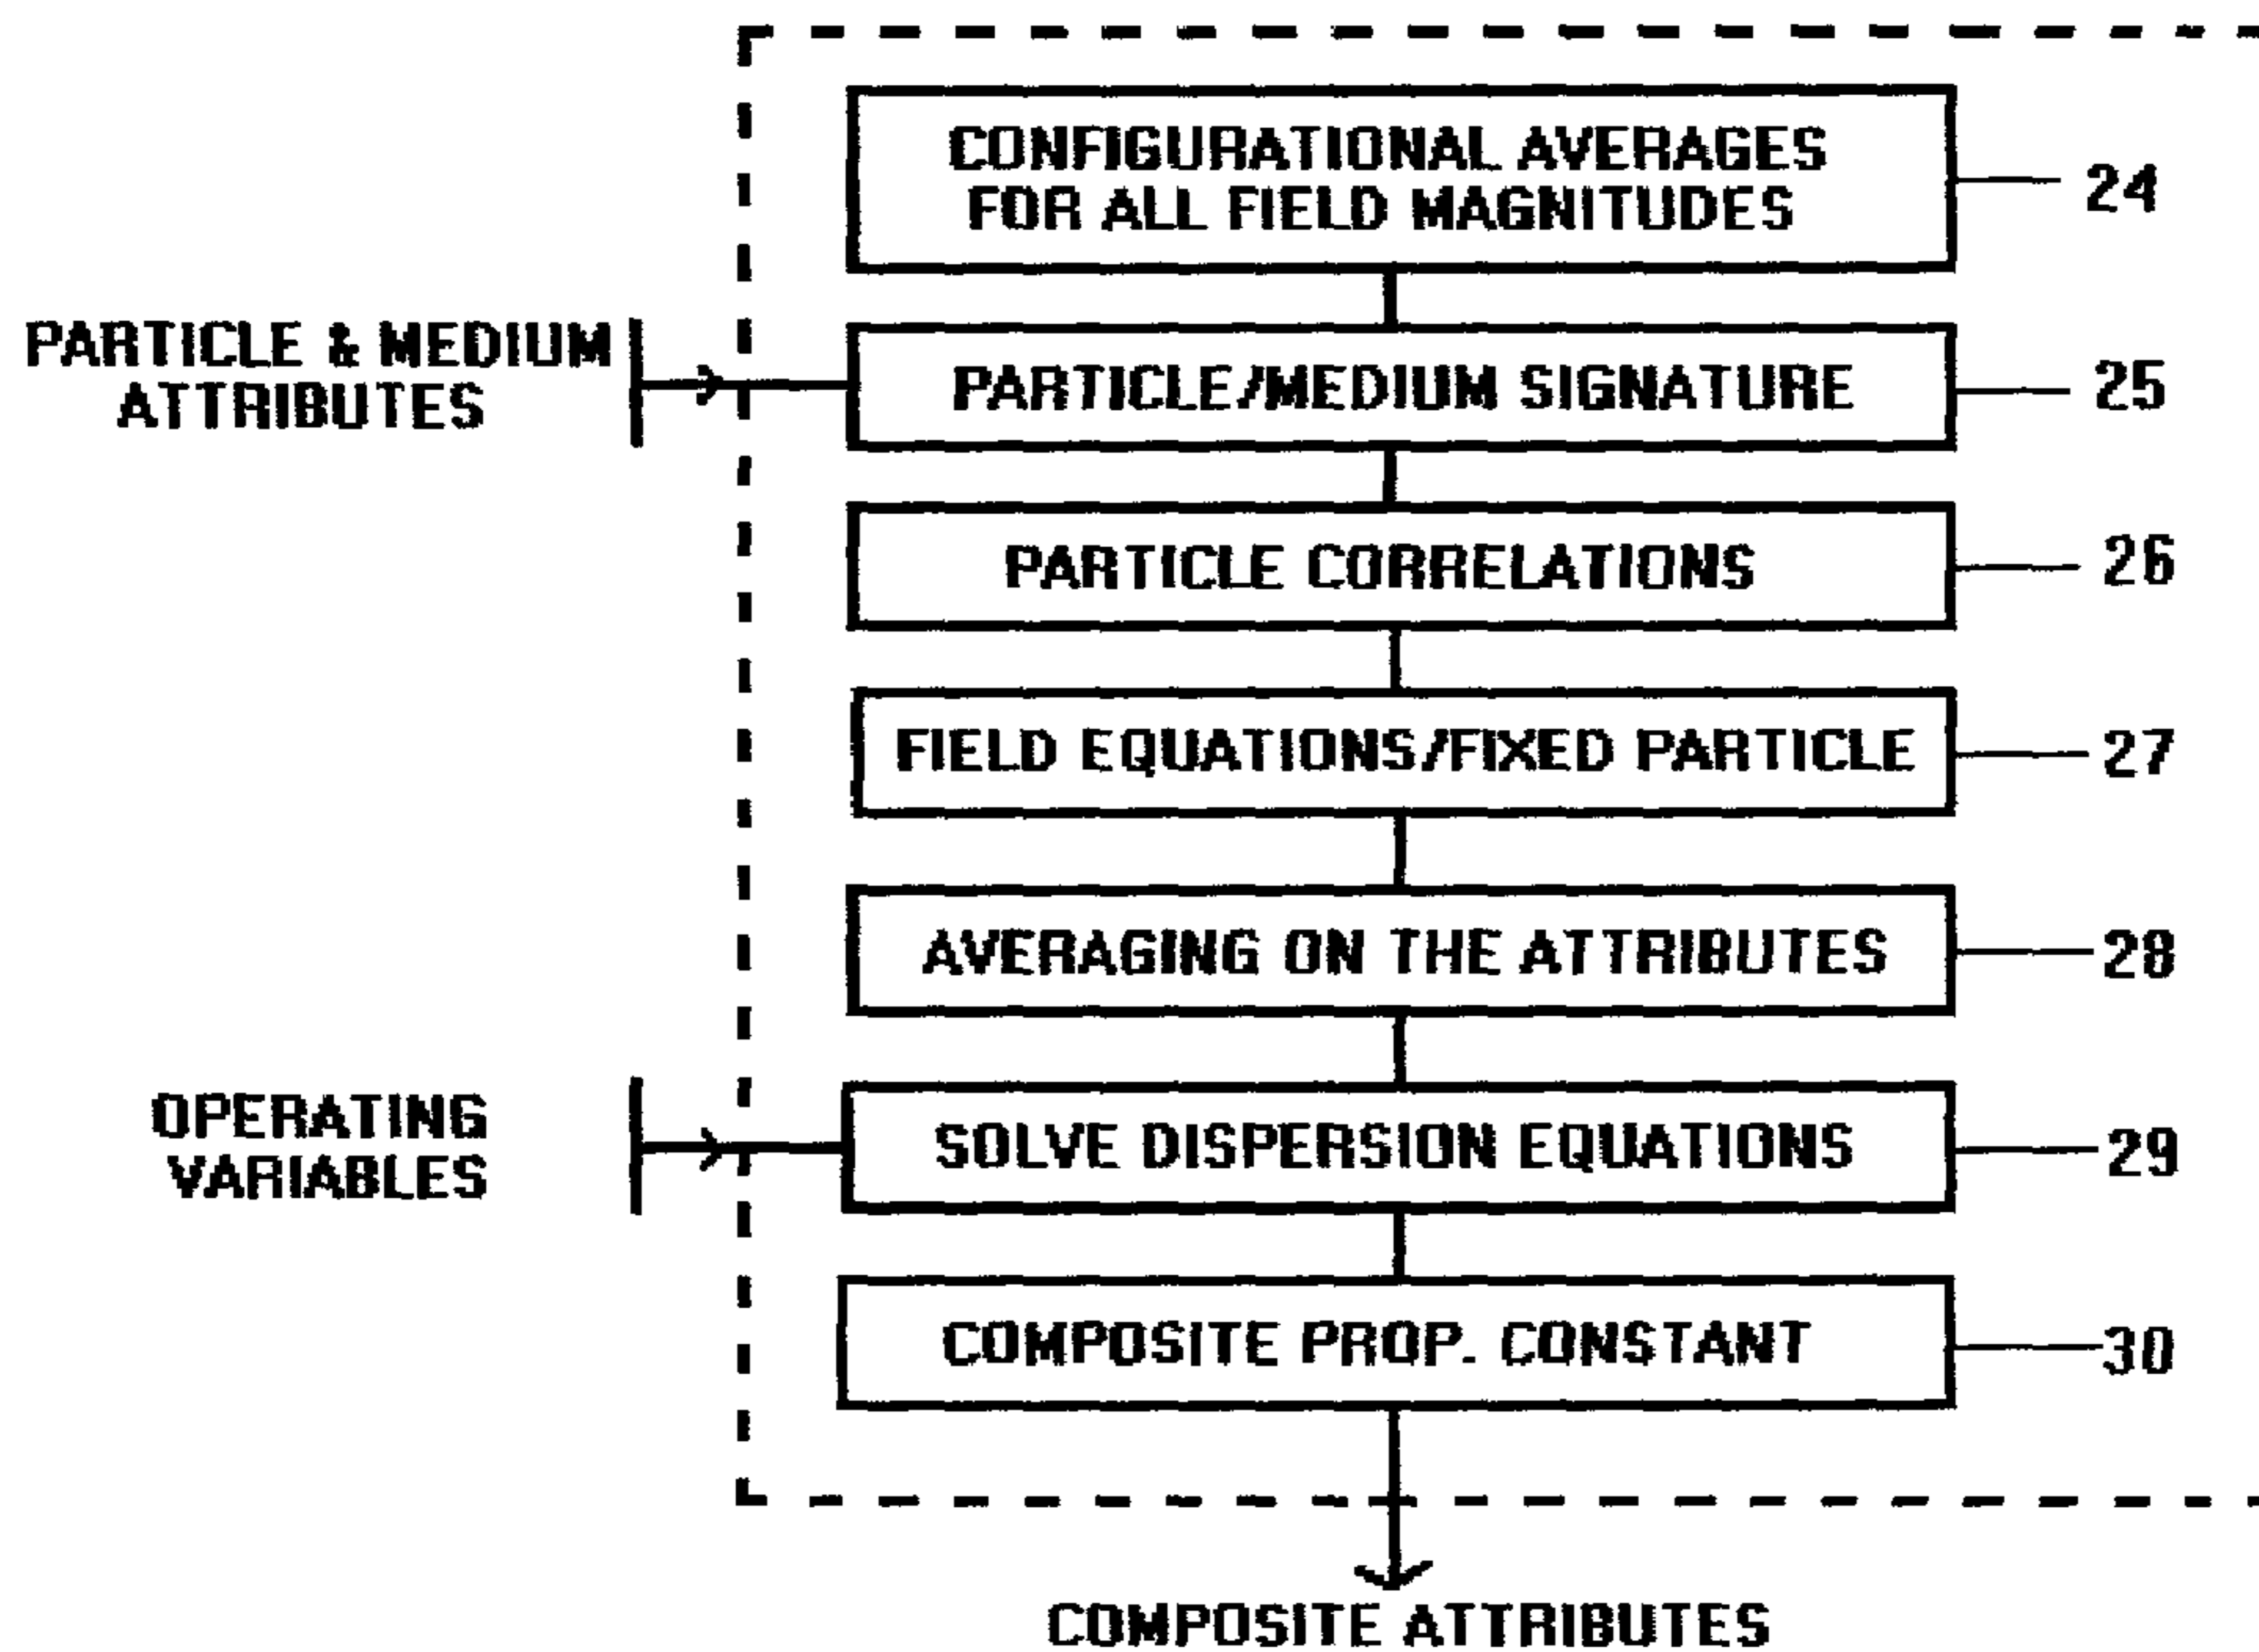 CONFIGURATIONAL AVERAGES
FOR ALL FIELD MAGNITUDES
24
PARTICLE & MEDIUM
ATTRIBUTES
PARTICLE/MEDIUM SIGNATURE
25
PARTICLE CORRELATIONS
26
FIELD EQUATIONS/FIXED PARTICLE
27
AVERAGING ON THE ATTRIBUTES
28
OPERATING
VARIABLES
SOLVE DISPERSION EQUATIONS
29
COMPOSITE PROP. CONSTANT
30
COMPOSITE ATTRIBUTES